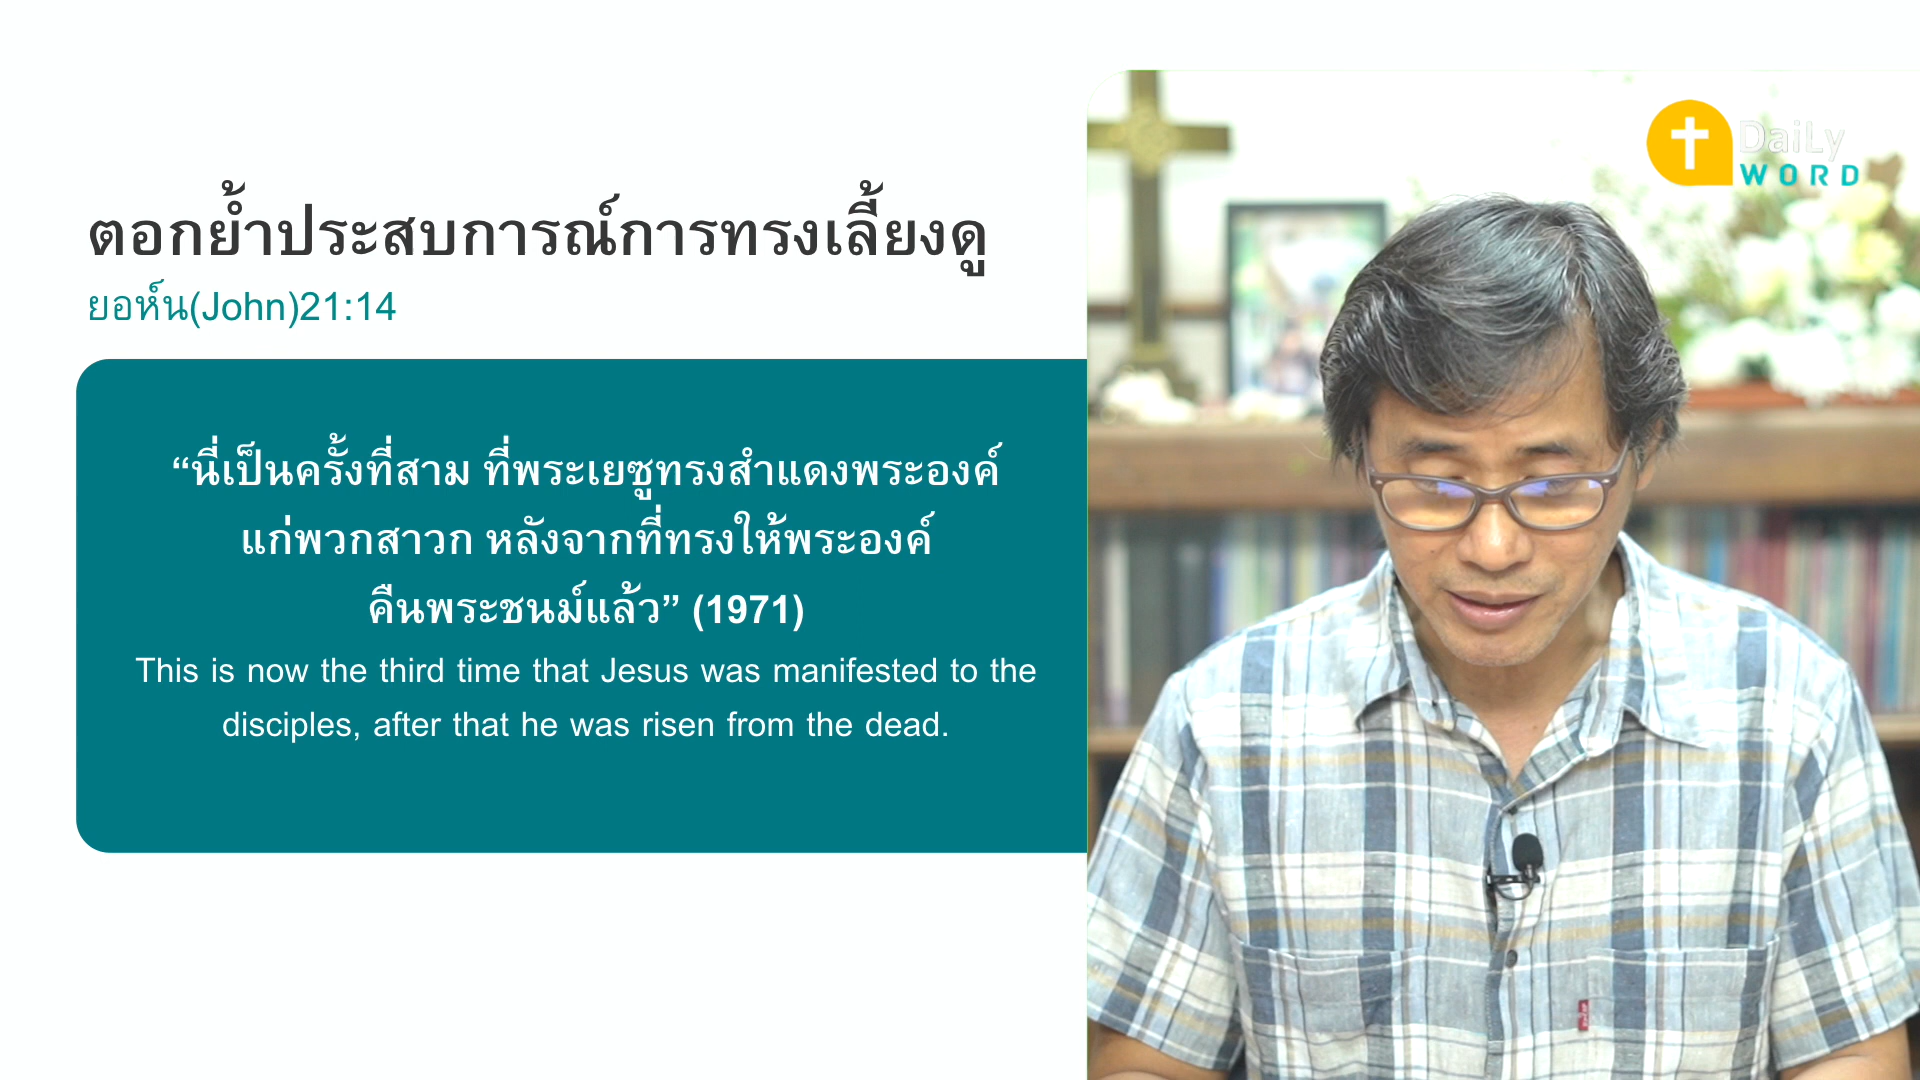 ตอกย้ำประสบการณ์การทรงเลี้ยงดู
ยอห์น(John)21:14
“นี่เป็นครั้งที่สาม ที่พระเยซูทรงสำแดงพระองค์
แก่พวกสาวก หลังจากที่ทรงให้พระองค์
คืนพระชนม์แล้ว” (1971)
This is now the third time that Jesus was manifested to the
disciples, after that he was risen from the dead.
DaiLy
WORD